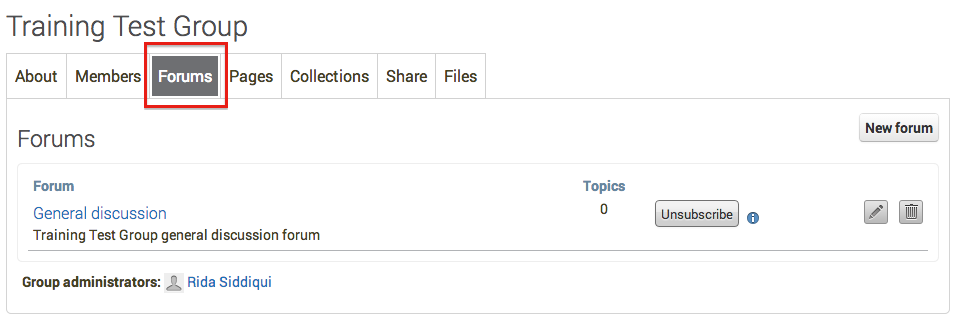 Training Test Group
About Members Forums Pages Collections Share Files
New forum
Forums
Forum Topics
General discussion 0 Unsubscribe
Training Test Group general discussion forum
Group administrators: Rida Siddiqui